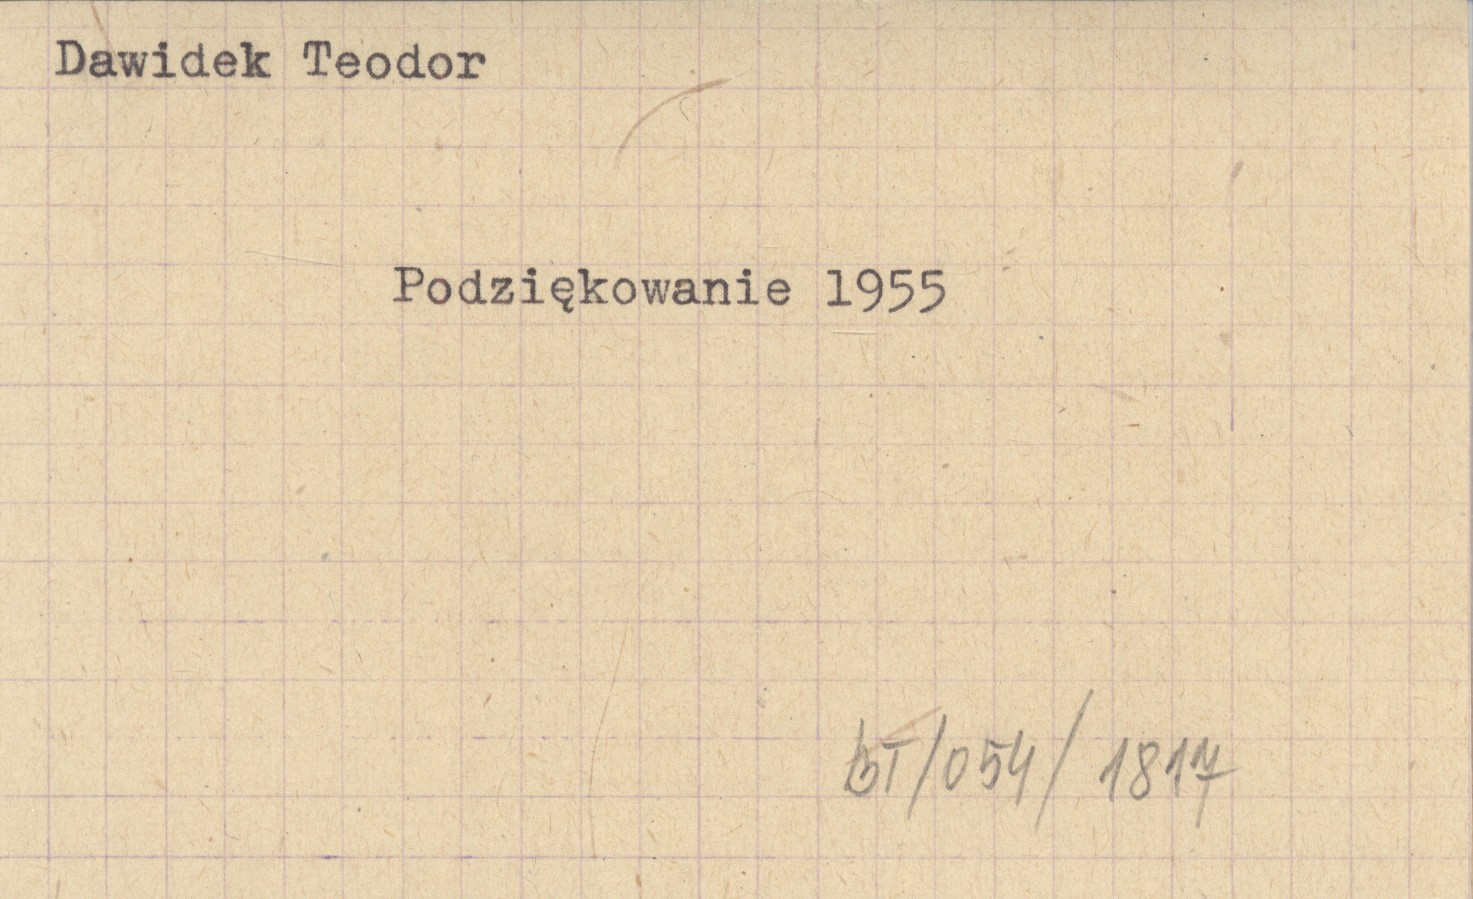 Dawidek Teodor
Podziękowanie 1955
bT/054/1817